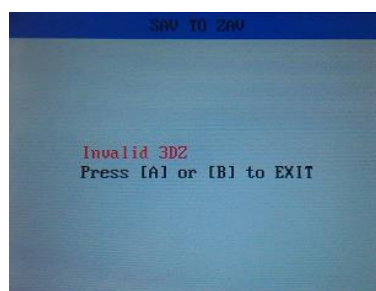 SAV TO ZAV
Invalid 3DZ
Press [A] or [B] to EXIT